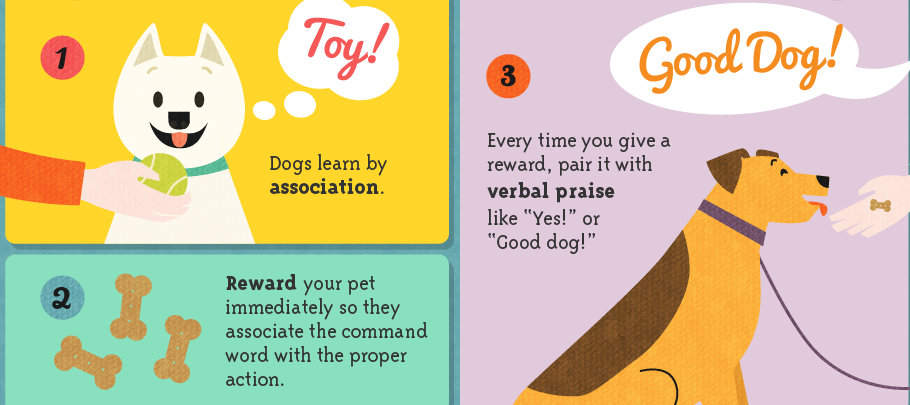 1
Toy!
Dogs learn by
association.
2
Reward your pet
immediately so they
associate the command
word with the proper
action.
3
Good Dog!
Every time you give a
reward, pair it with
verbal praise
like “Yes!” or
“Good dog!”